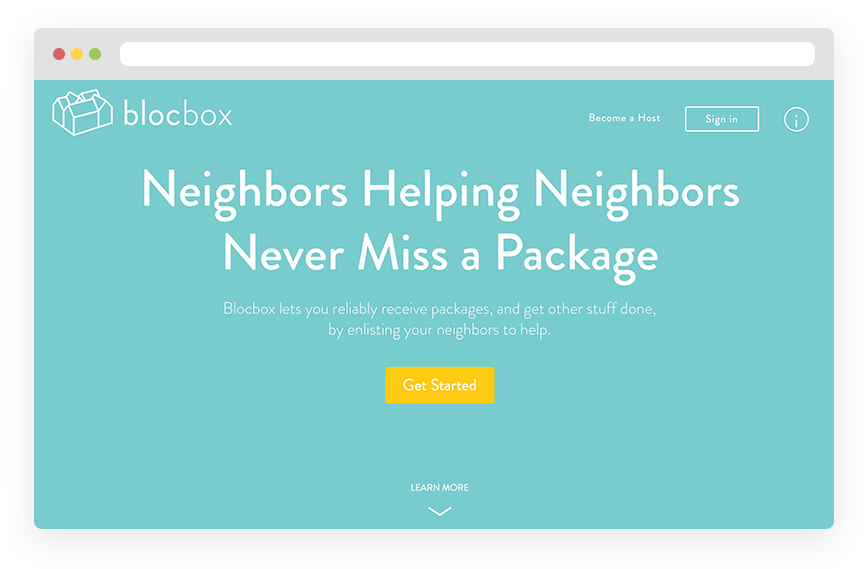 blocbox
Become a Host
Sign in
i
Neighbors Helping Neighbors
Never Miss a Package
Blocbox lets you reliably receive packages, and get other stuff done,
by enlisting your neighbors to help.
Get Started
LEARN MORE